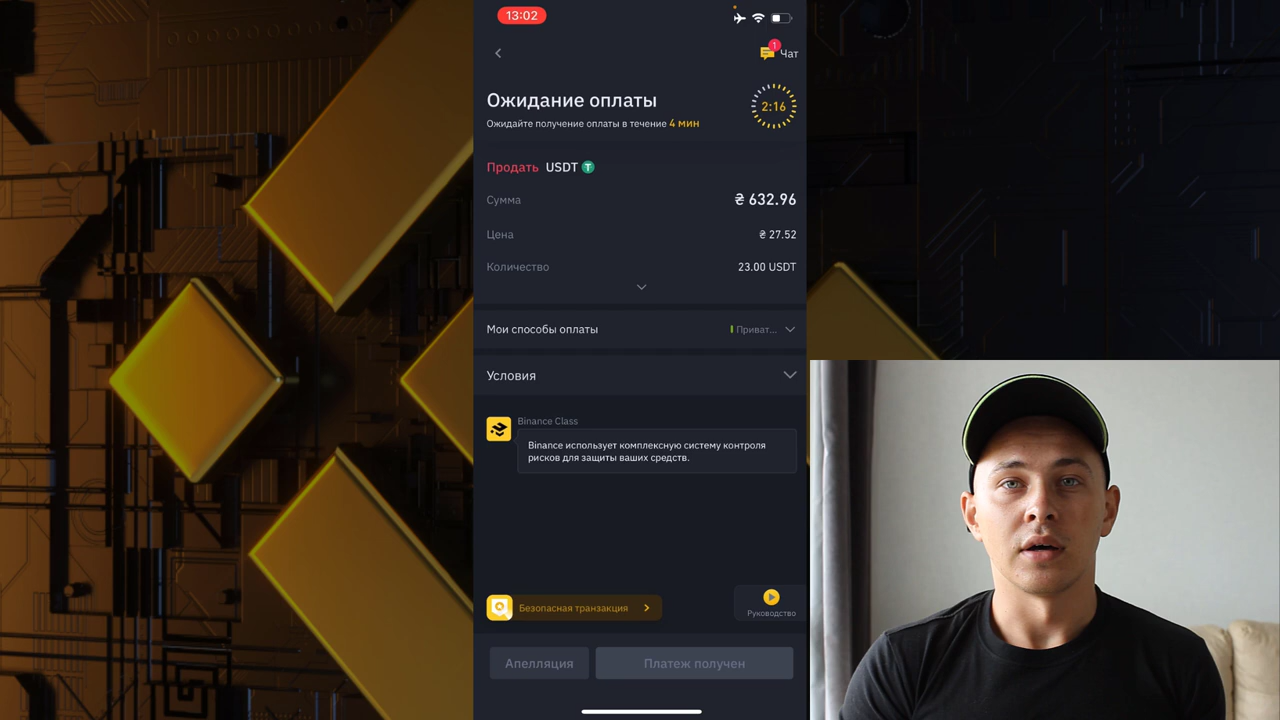 13:02
1
Чат
Ожидание оплаты
2:16
Ожидайте получение оплаты в течение 4 мин
Продать USDT
Сумма
₴ 632.96
Цена
₴ 27.52
Количество
23.00 USDT
Мои способы оплаты
Приват...
Условия
Binance Class
Binance использует комплексную систему контроля
рисков для защиты ваших средств.
Безопасная транзакция
Руководство
Апелляция
Платеж получен